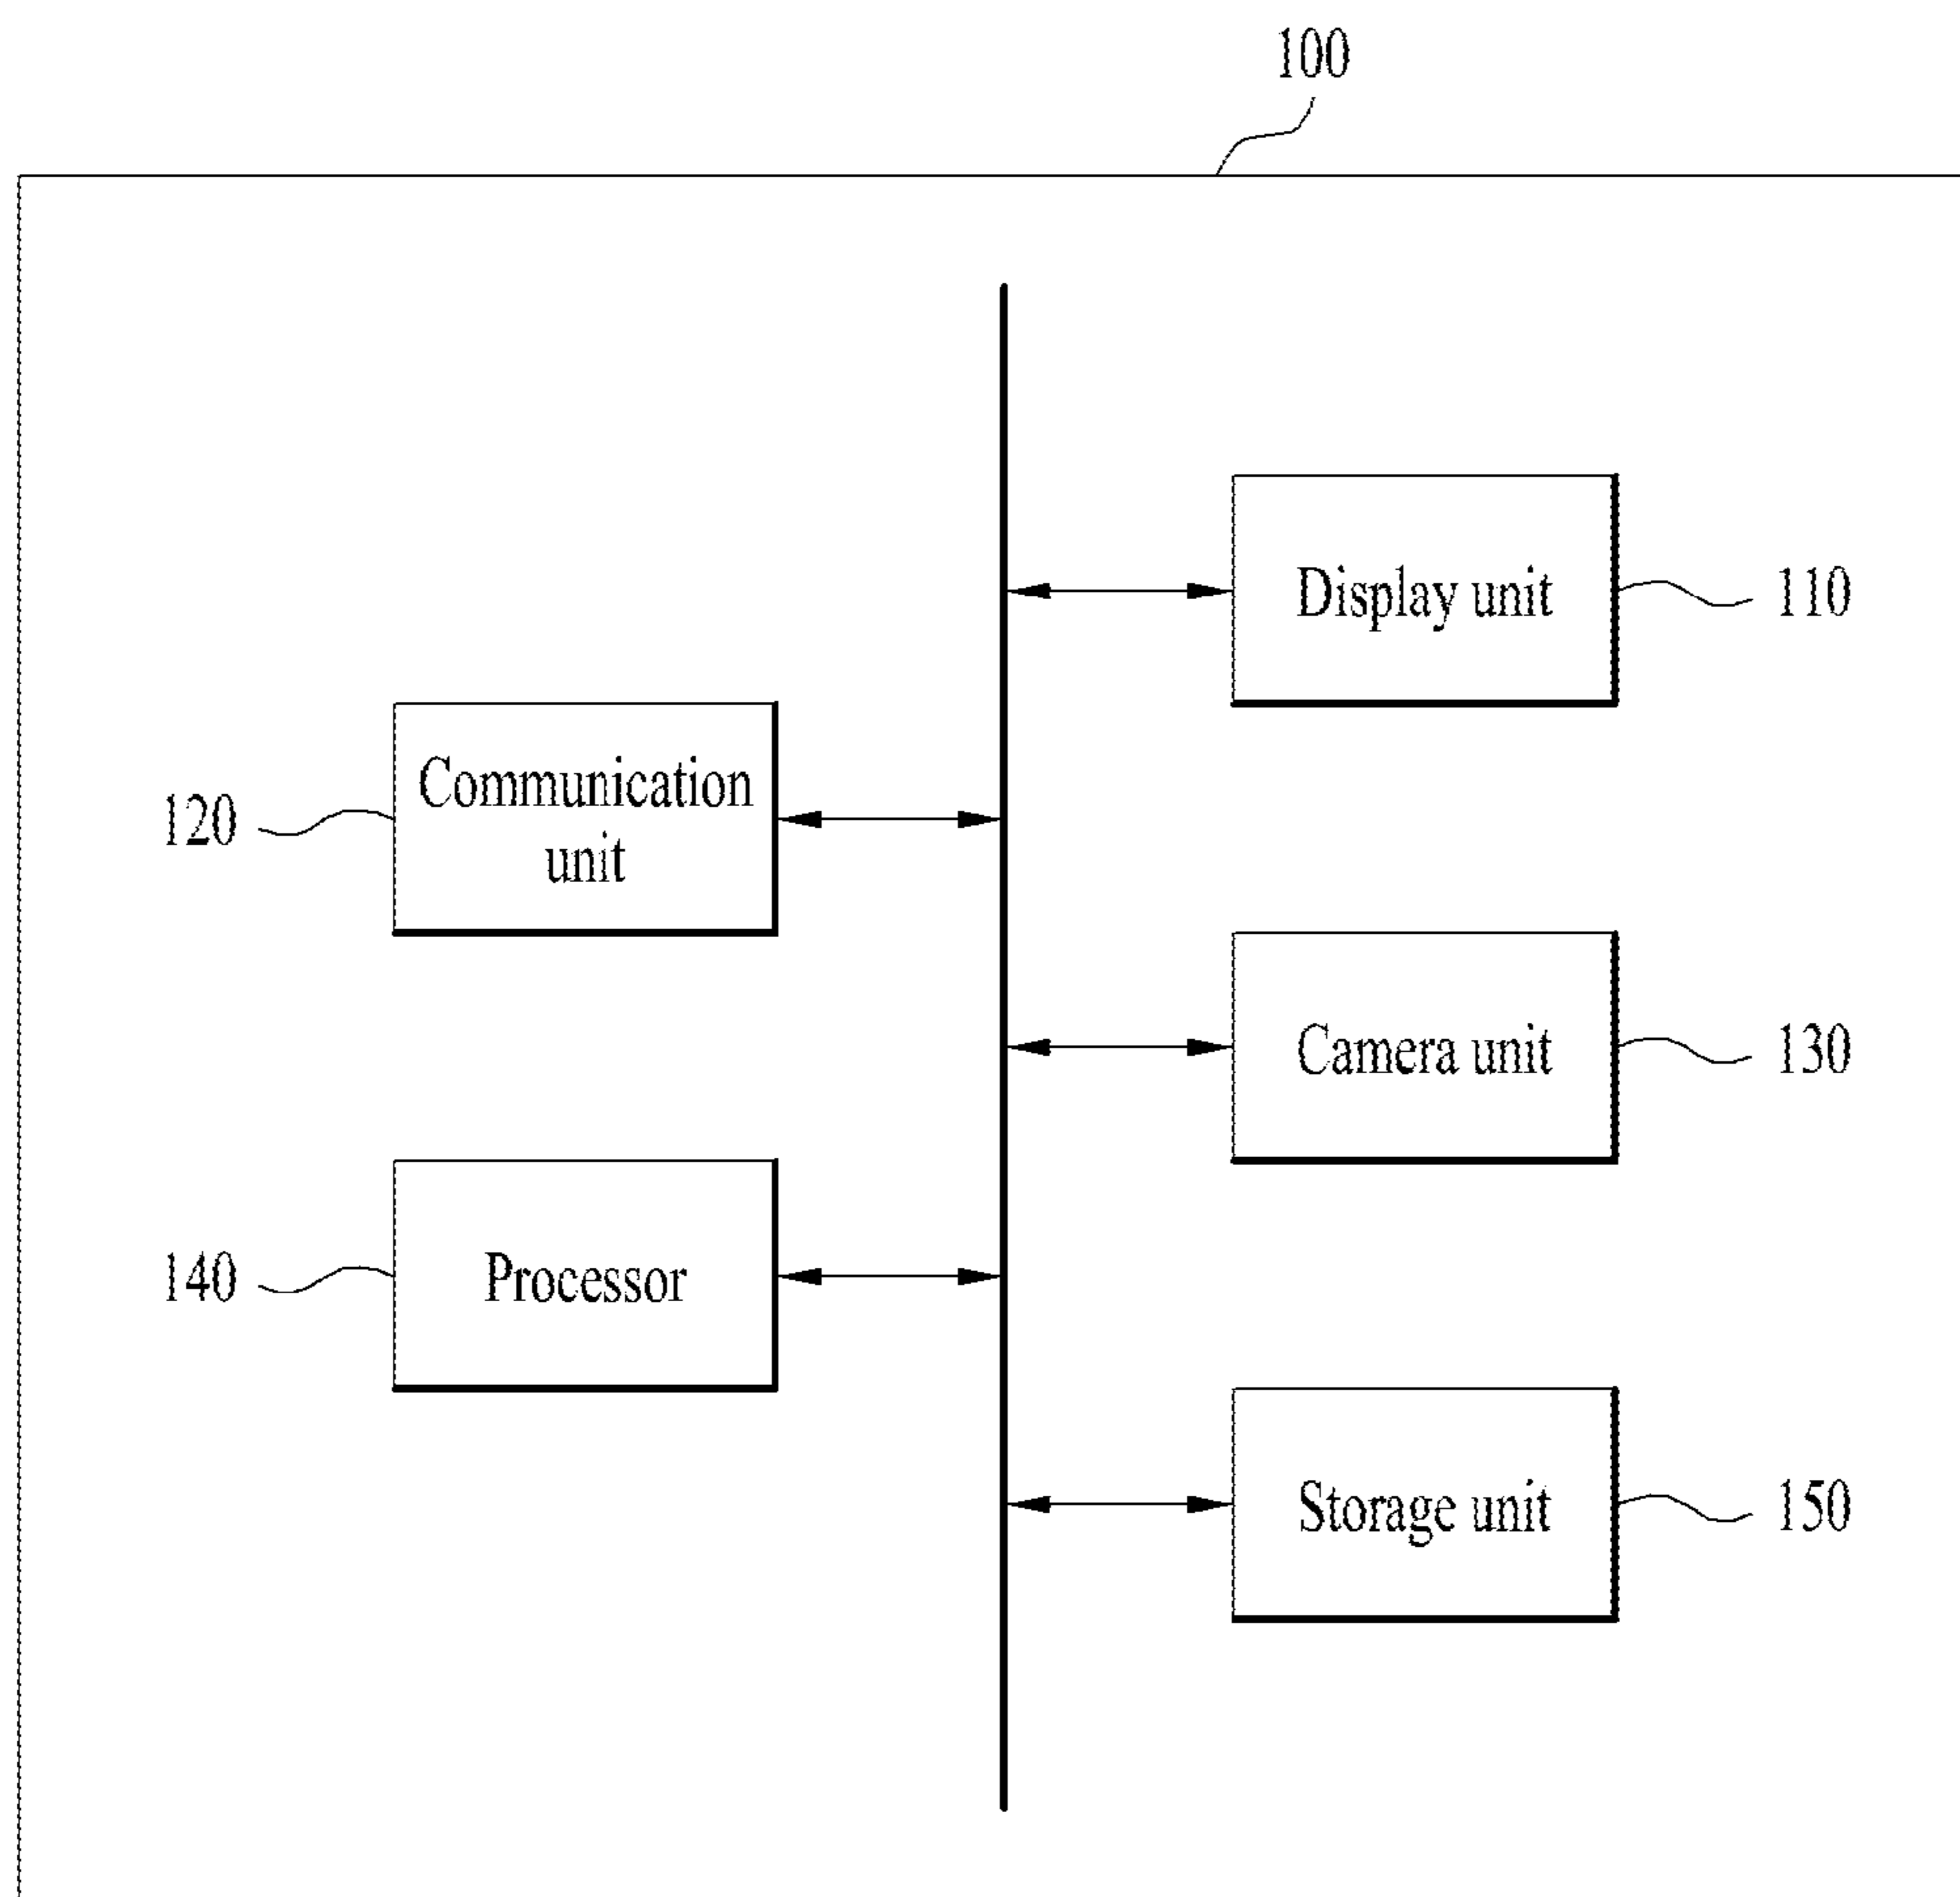 100
Display unit
110
Communication
unit
120
Camera unit
130
Processor
140
Storage unit
150